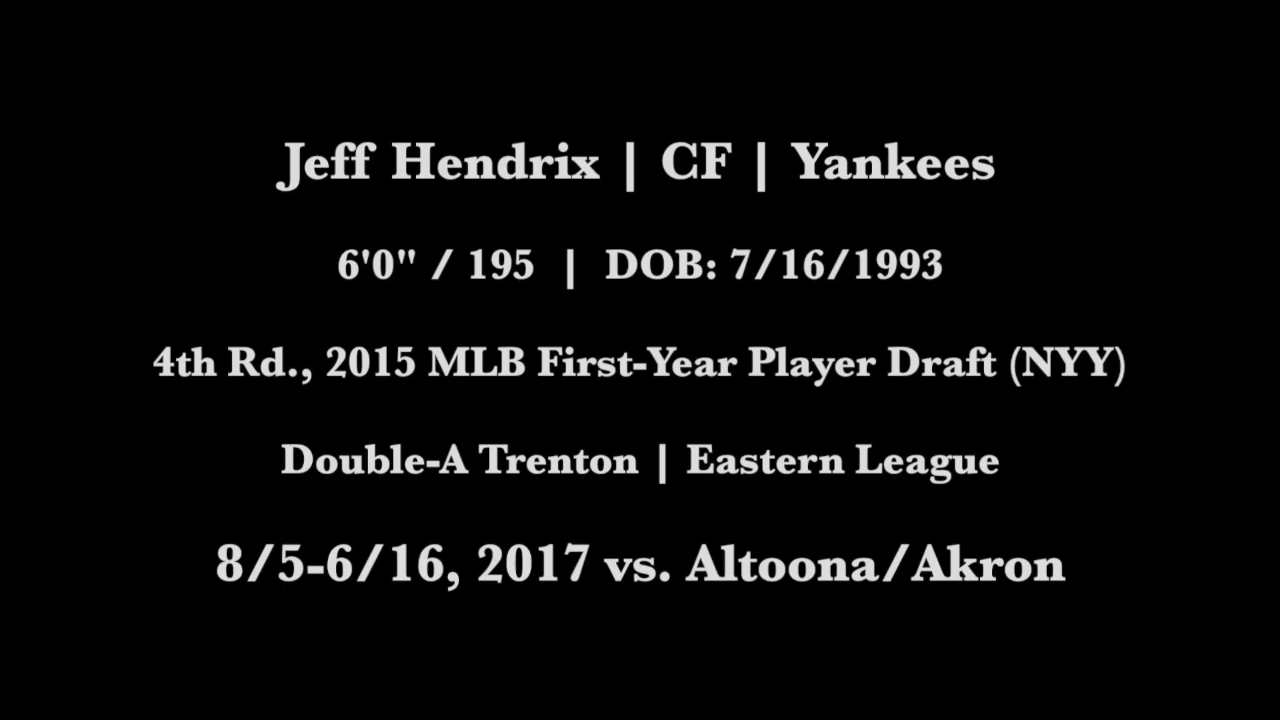 Jeff Hendrix | CF | Yankees
6'0" / 195 | DOB: 7/16/1993
4th Rd., 2015 MLB First-Year Player Draft (NYY)
Double-A Trenton | Eastern League
8/5-6/16, 2017 vs. Altoona/Akron